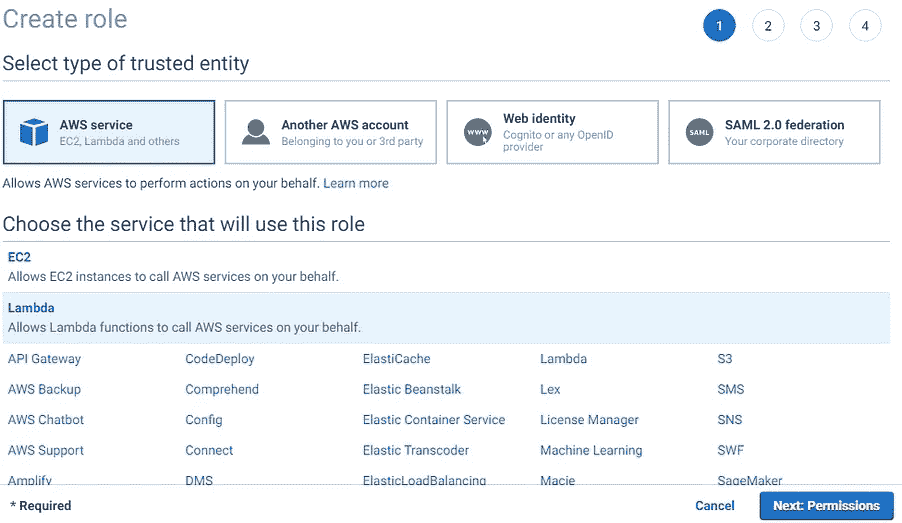 Create role
1 2 3 4
Select type of trusted entity
AWS service
EC2, Lambda and others
Another AWS account
Belonging to you or 3rd party
www
Web identity
Cognito or any OpenID
provider
SAML
SAML 2.0 federation
Your corporate directory
Allows AWS services to perform actions on your behalf. Learn more
Choose the service that will use this role
EC2
Allows EC2 instances to call AWS services on your behalf.
Lambda
Allows Lambda functions to call AWS services on your behalf.
API Gateway CodeDeploy ElastiCache Lambda S3
AWS Backup Comprehend Elastic Beanstalk Lex SMS
AWS Chatbot Config Elastic Container Service License Manager SNS
AWS Support Connect Elastic Transcoder Machine Learning SWF
Amplify DMS ElasticLoadBalancing Macie SageMaker
* Required Cancel Next: Permissions